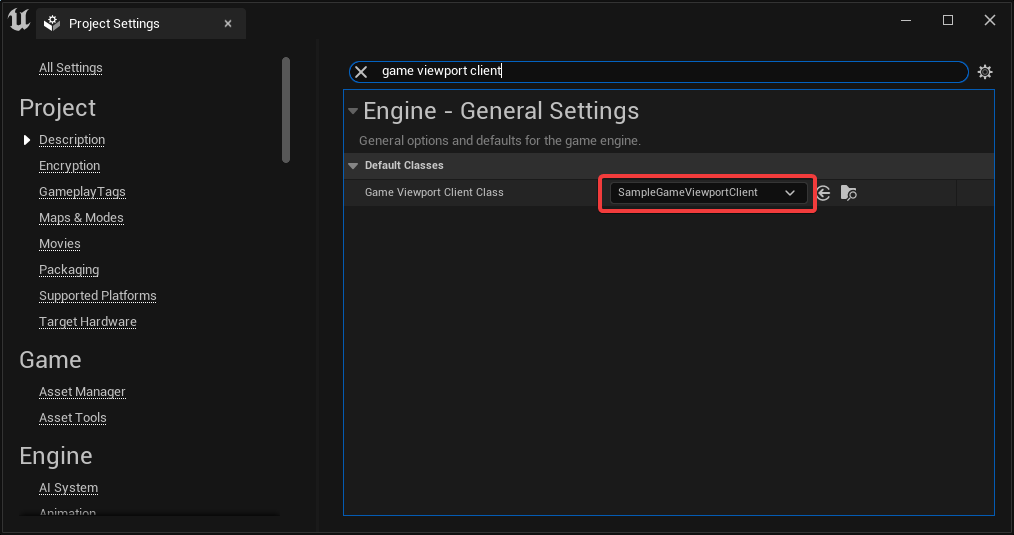 Project Settings
All Settings
Project
Description
Encryption
GameplayTags
Maps & Modes
Movies
Packaging
Supported Platforms
Target Hardware
Game
Asset Manager
Asset Tools
Engine
AI System
Animation
game viewport client
Engine - General Settings
General options and defaults for the game engine.
Default Classes
Game Viewport Client Class
SampleGameViewportClient